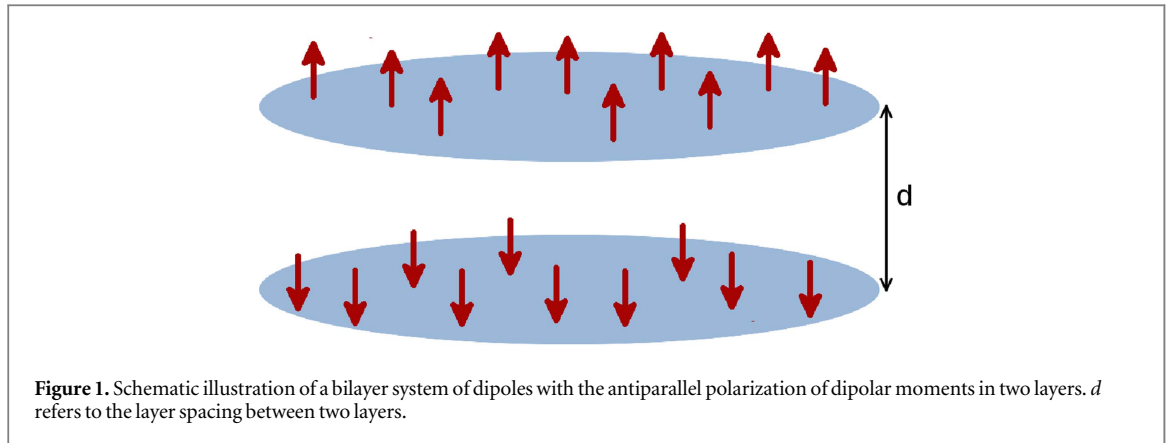 d
Figure 1. Schematic illustration of a bilayer system of dipoles with the antiparallel polarization of dipolar moments in two layers. d
refers to the layer spacing between two layers.